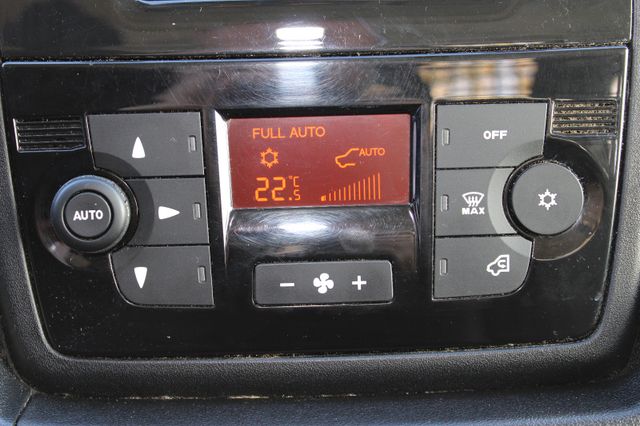 FULL AUTO
AUTO
22.5°C
AUTO
- +
OFF
MAX